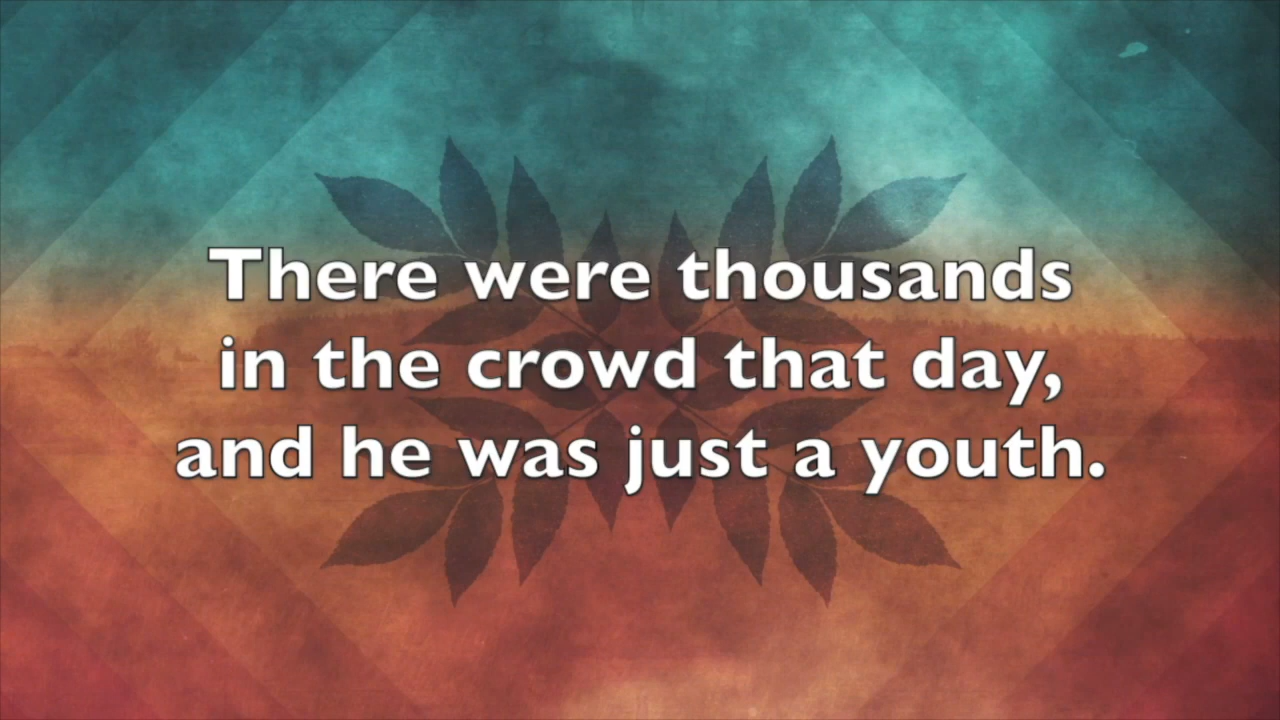 There were thousands
in the crowd that day,
and he was just a youth.